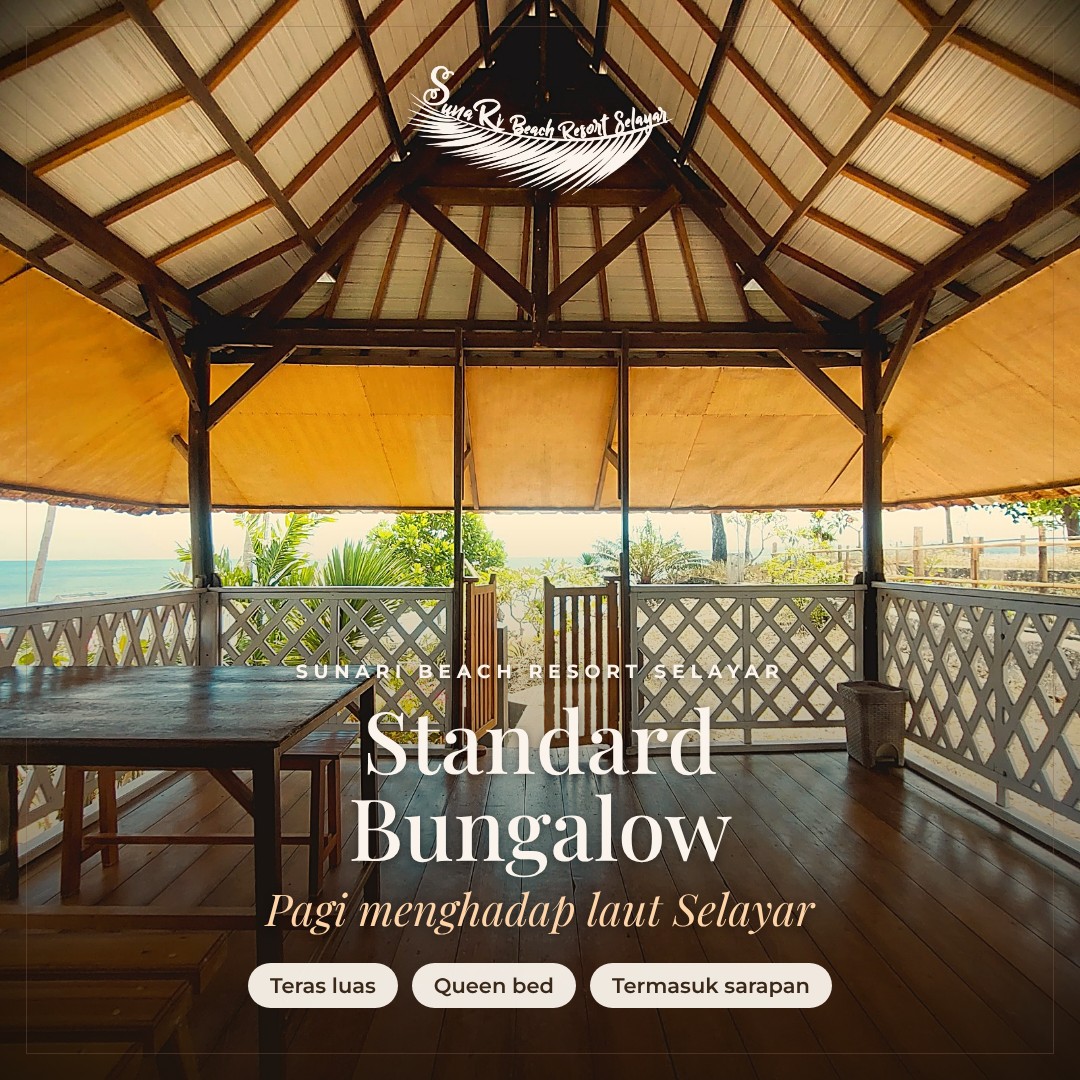 SunaRi Beach Resort Selayar
SUNARI BEACH RESORT SELAYAR
Standard
Bungalow
Pagi menghadap laut Selayar
Teras luas
Queen bed
Termasuk sarapan